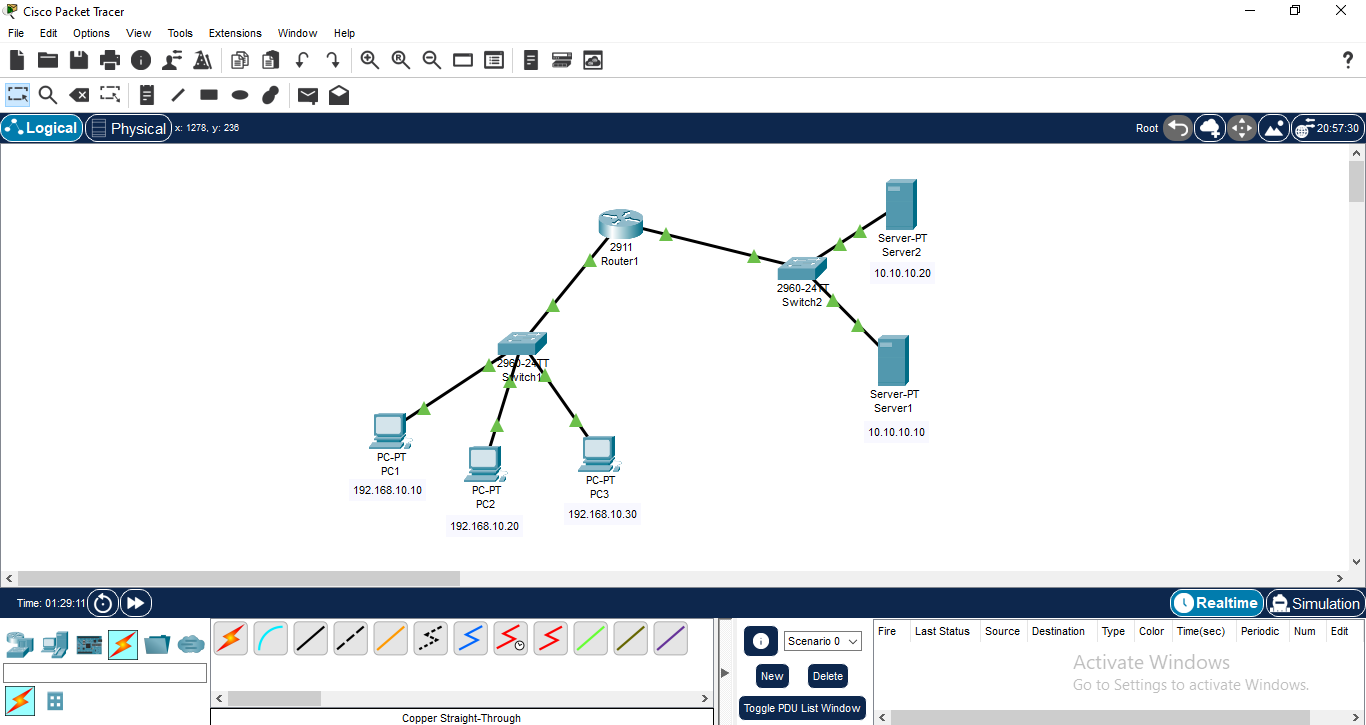 Cisco Packet Tracer
File Edit Options View Tools Extensions Window Help
?
Logical Physical x: 1278, y: 236 Root 20:57:30
2911
Router1
Server-PT
Server2
10.10.10.20
2960-24TT
Switch2
2960-24TT
Switch1
Server-PT
Server1
10.10.10.10
PC-PT
PC1
192.168.10.10
PC-PT
PC2
192.168.10.20
PC-PT
PC3
192.168.10.30
Time: 01:29:11 Realtime Simulation
Scenario 0
New Delete
Toggle PDU List Window
Fire Last Status Source Destination Type Color Time(sec) Periodic Num Edit
Activate Windows
Go to Settings to activate Windows.
Copper Straight-Through